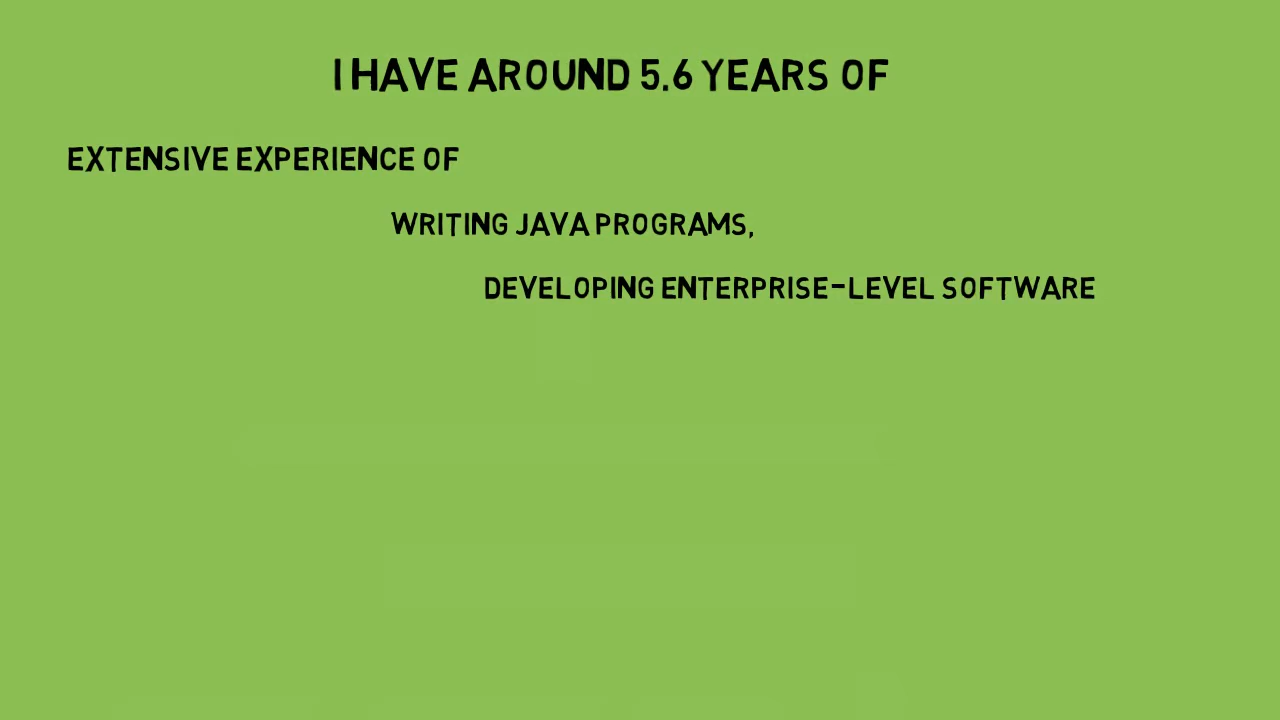 I HAVE AROUND 5.6 YEARS OF
EXTENSIVE EXPERIENCE OF
WRITING JAVA PROGRAMS,
DEVELOPING ENTERPRISE-LEVEL SOFTWARE